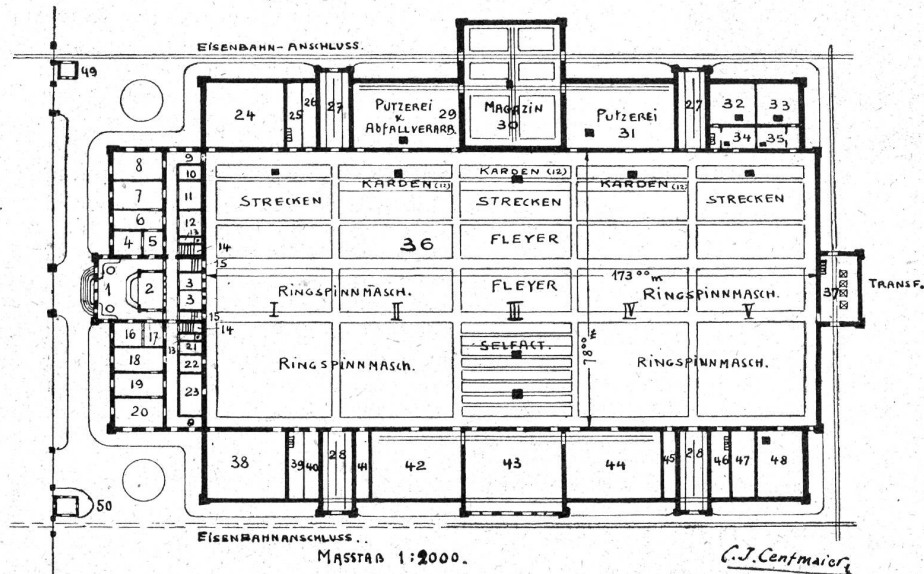 EISENBAHN-ANSCHLUSS.
49
24
25
26
27
PUTZEREI
&
ABFALLVERARB.
29
MAGAZIN
30
PUTZEREI
31
27
32
33
34
35
8
7
6
4
5
9
10
11
12
13
14
15
KARDEN (12)
KARDEN (12)
KARDEN (12)
STRECKEN
STRECKEN
STRECKEN
36
FLEYER
1
2
3
3
173⁰⁰ m
37
TRANSF.
FLEYER
RINGSPINNMASCH.
RINGSPINNMASCH.
I
II
III
IV
V
78⁰⁰ m
15
14
16
17
13
21
18
22
19
23
20
9
SELFACT.
RINGSPINNMASCH.
RINGSPINNMASCH.
38
39
40
28
41
42
43
44
45
28
46
47
48
50
EISENBAHNANSCHLUSS..
MASSTAB 1:2000.
C.J. Centmaier